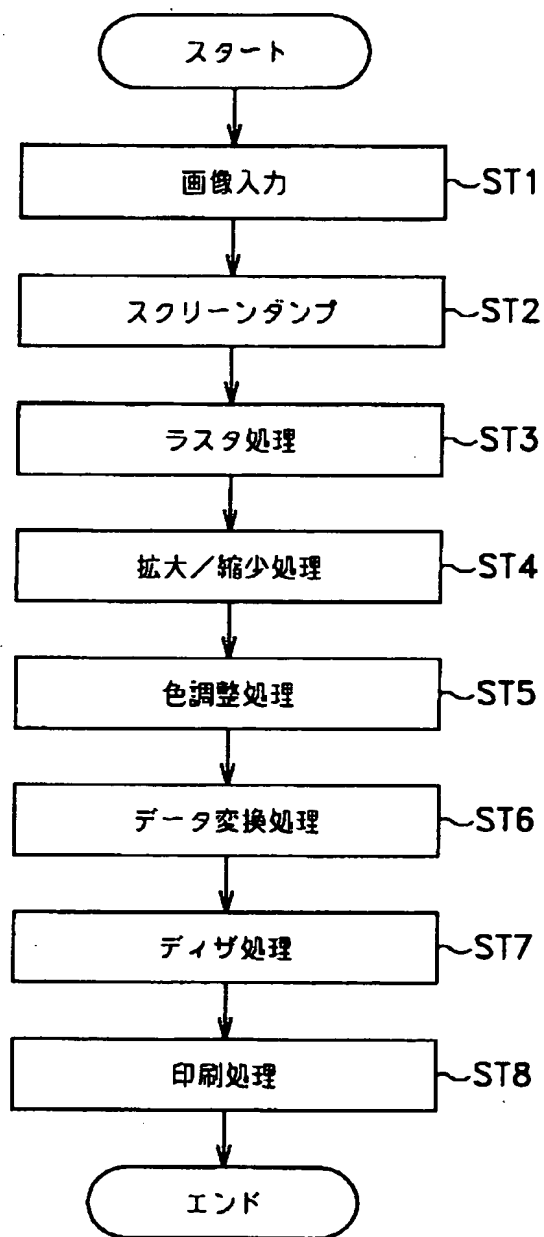 スタート
画像入力 ST1
スクリーンダンプ ST2
ラスタ処理 ST3
拡大／縮少処理 ST4
色調整処理 ST5
データ変換処理 ST6
ディザ処理 ST7
印刷処理 ST8
エンド